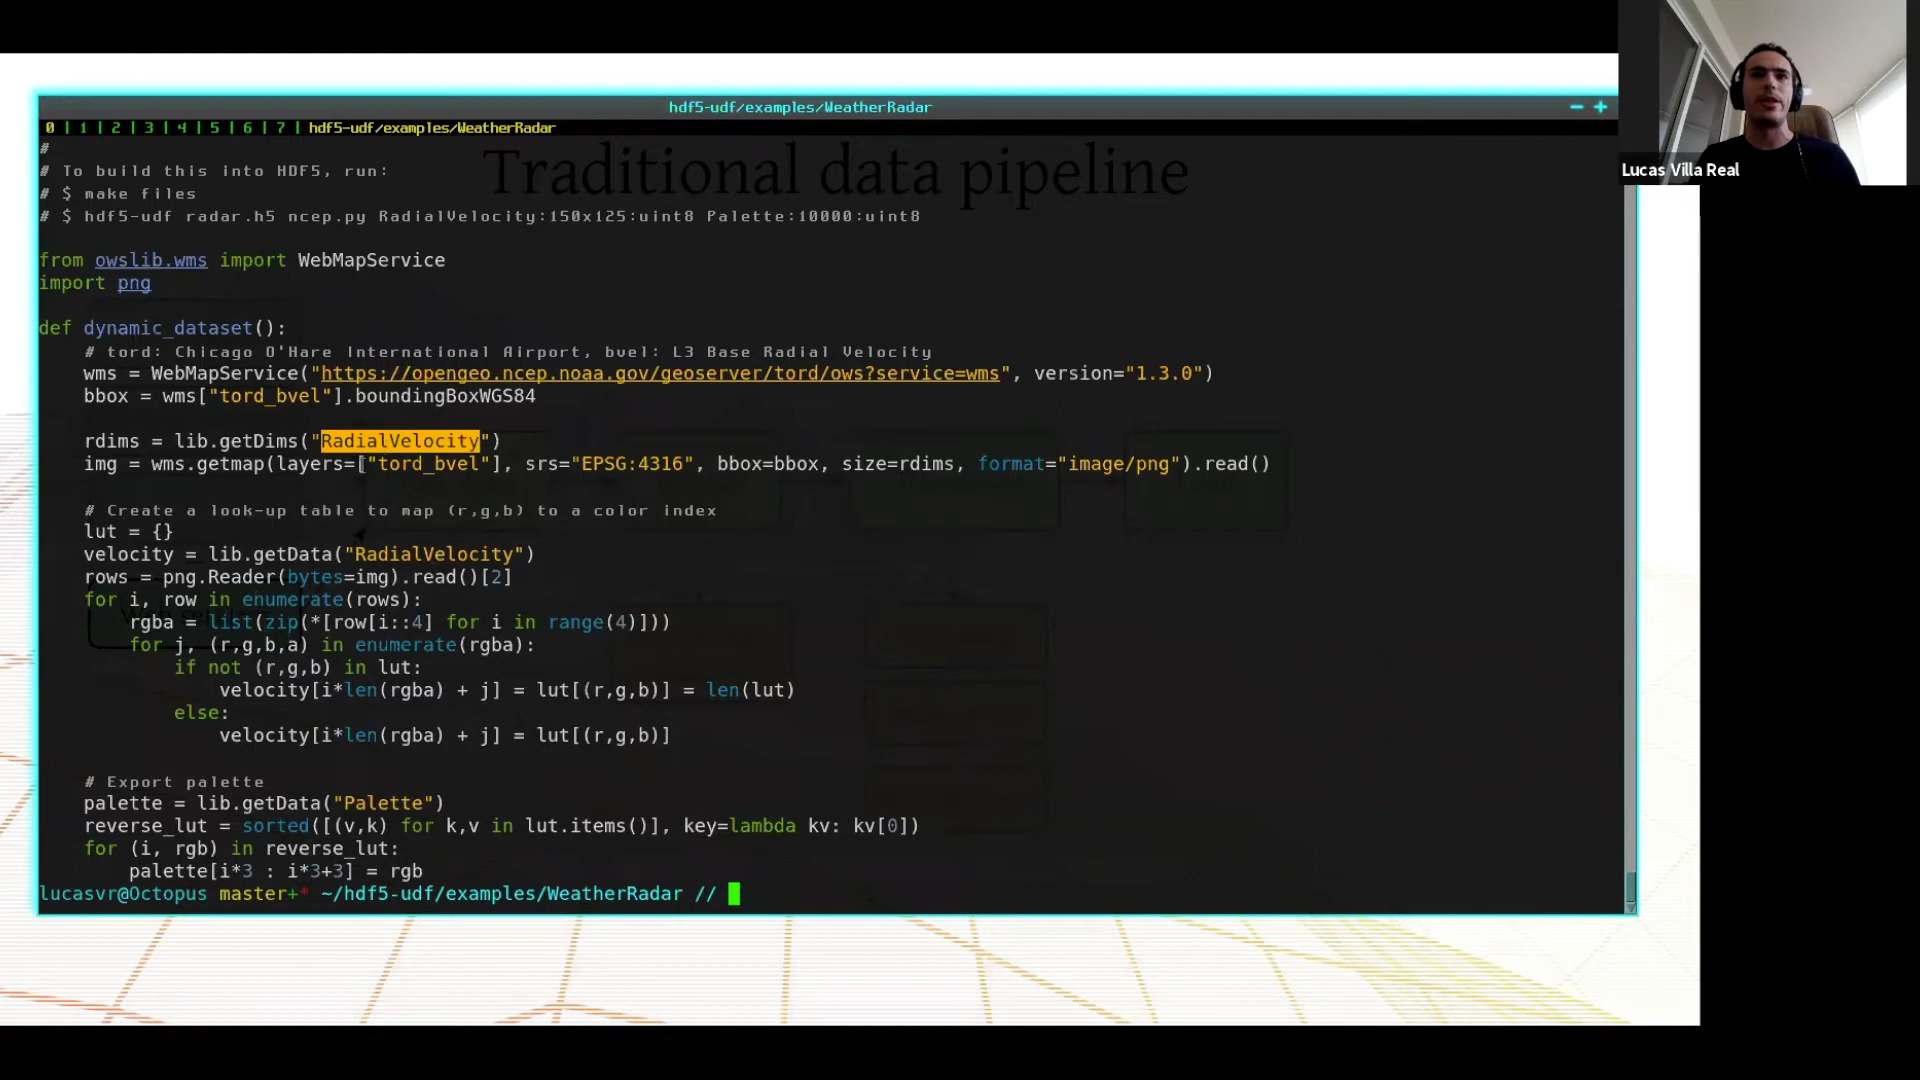 hdf5-udf/examples/WeatherRadar
0 | 1 | 2 | 3 | 4 | 5 | 6 | 7 | hdf5-udf/examples/WeatherRadar
Traditional data pipeline
Lucas Villa Real
#
# To build this into HDF5, run:
# $ make files
# $ hdf5-udf radar.h5 ncep.py RadialVelocity:150x125:uint8 Palette:10000:uint8
from owslib.wms import WebMapService
import png
def dynamic_dataset():
# tord: Chicago O'Hare International Airport, bvel: L3 Base Radial Velocity
wms = WebMapService("https://opengeo.ncep.noaa.gov/geoserver/tord/ows?service=wms", version="1.3.0")
bbox = wms["tord_bvel"].boundingBoxWGS84
rdims = lib.getDims("RadialVelocity")
img = wms.getmap(layers=["tord_bvel"], srs="EPSG:4316", bbox=bbox, size=rdims, format="image/png").read()
# Create a look-up table to map (r,g,b) to a color index
lut = {}
velocity = lib.getData("RadialVelocity")
rows = png.Reader(bytes=img).read()[2]
for i, row in enumerate(rows):
rgba = list(zip(*[row[i::4] for i in range(4)]))
for j, (r,g,b,a) in enumerate(rgba):
if not (r,g,b) in lut:
velocity[i*len(rgba) + j] = lut[(r,g,b)] = len(lut)
else:
velocity[i*len(rgba) + j] = lut[(r,g,b)]
# Export palette
palette = lib.getData("Palette")
reverse_lut = sorted([(v,k) for k,v in lut.items()], key=lambda kv: kv[0])
for (i, rgb) in reverse_lut:
palette[i*3 : i*3+3] = rgb
lucasvr@Octopus master+* ~/hdf5-udf/examples/WeatherRadar //